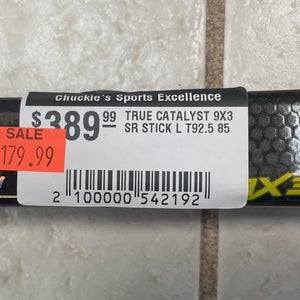 Chuckie's Sports Excellence
$389.99 TRUE CATALYST 9X3
SR STICK L T92.5 85
SALE
179.99
2 100000 542192
9X3